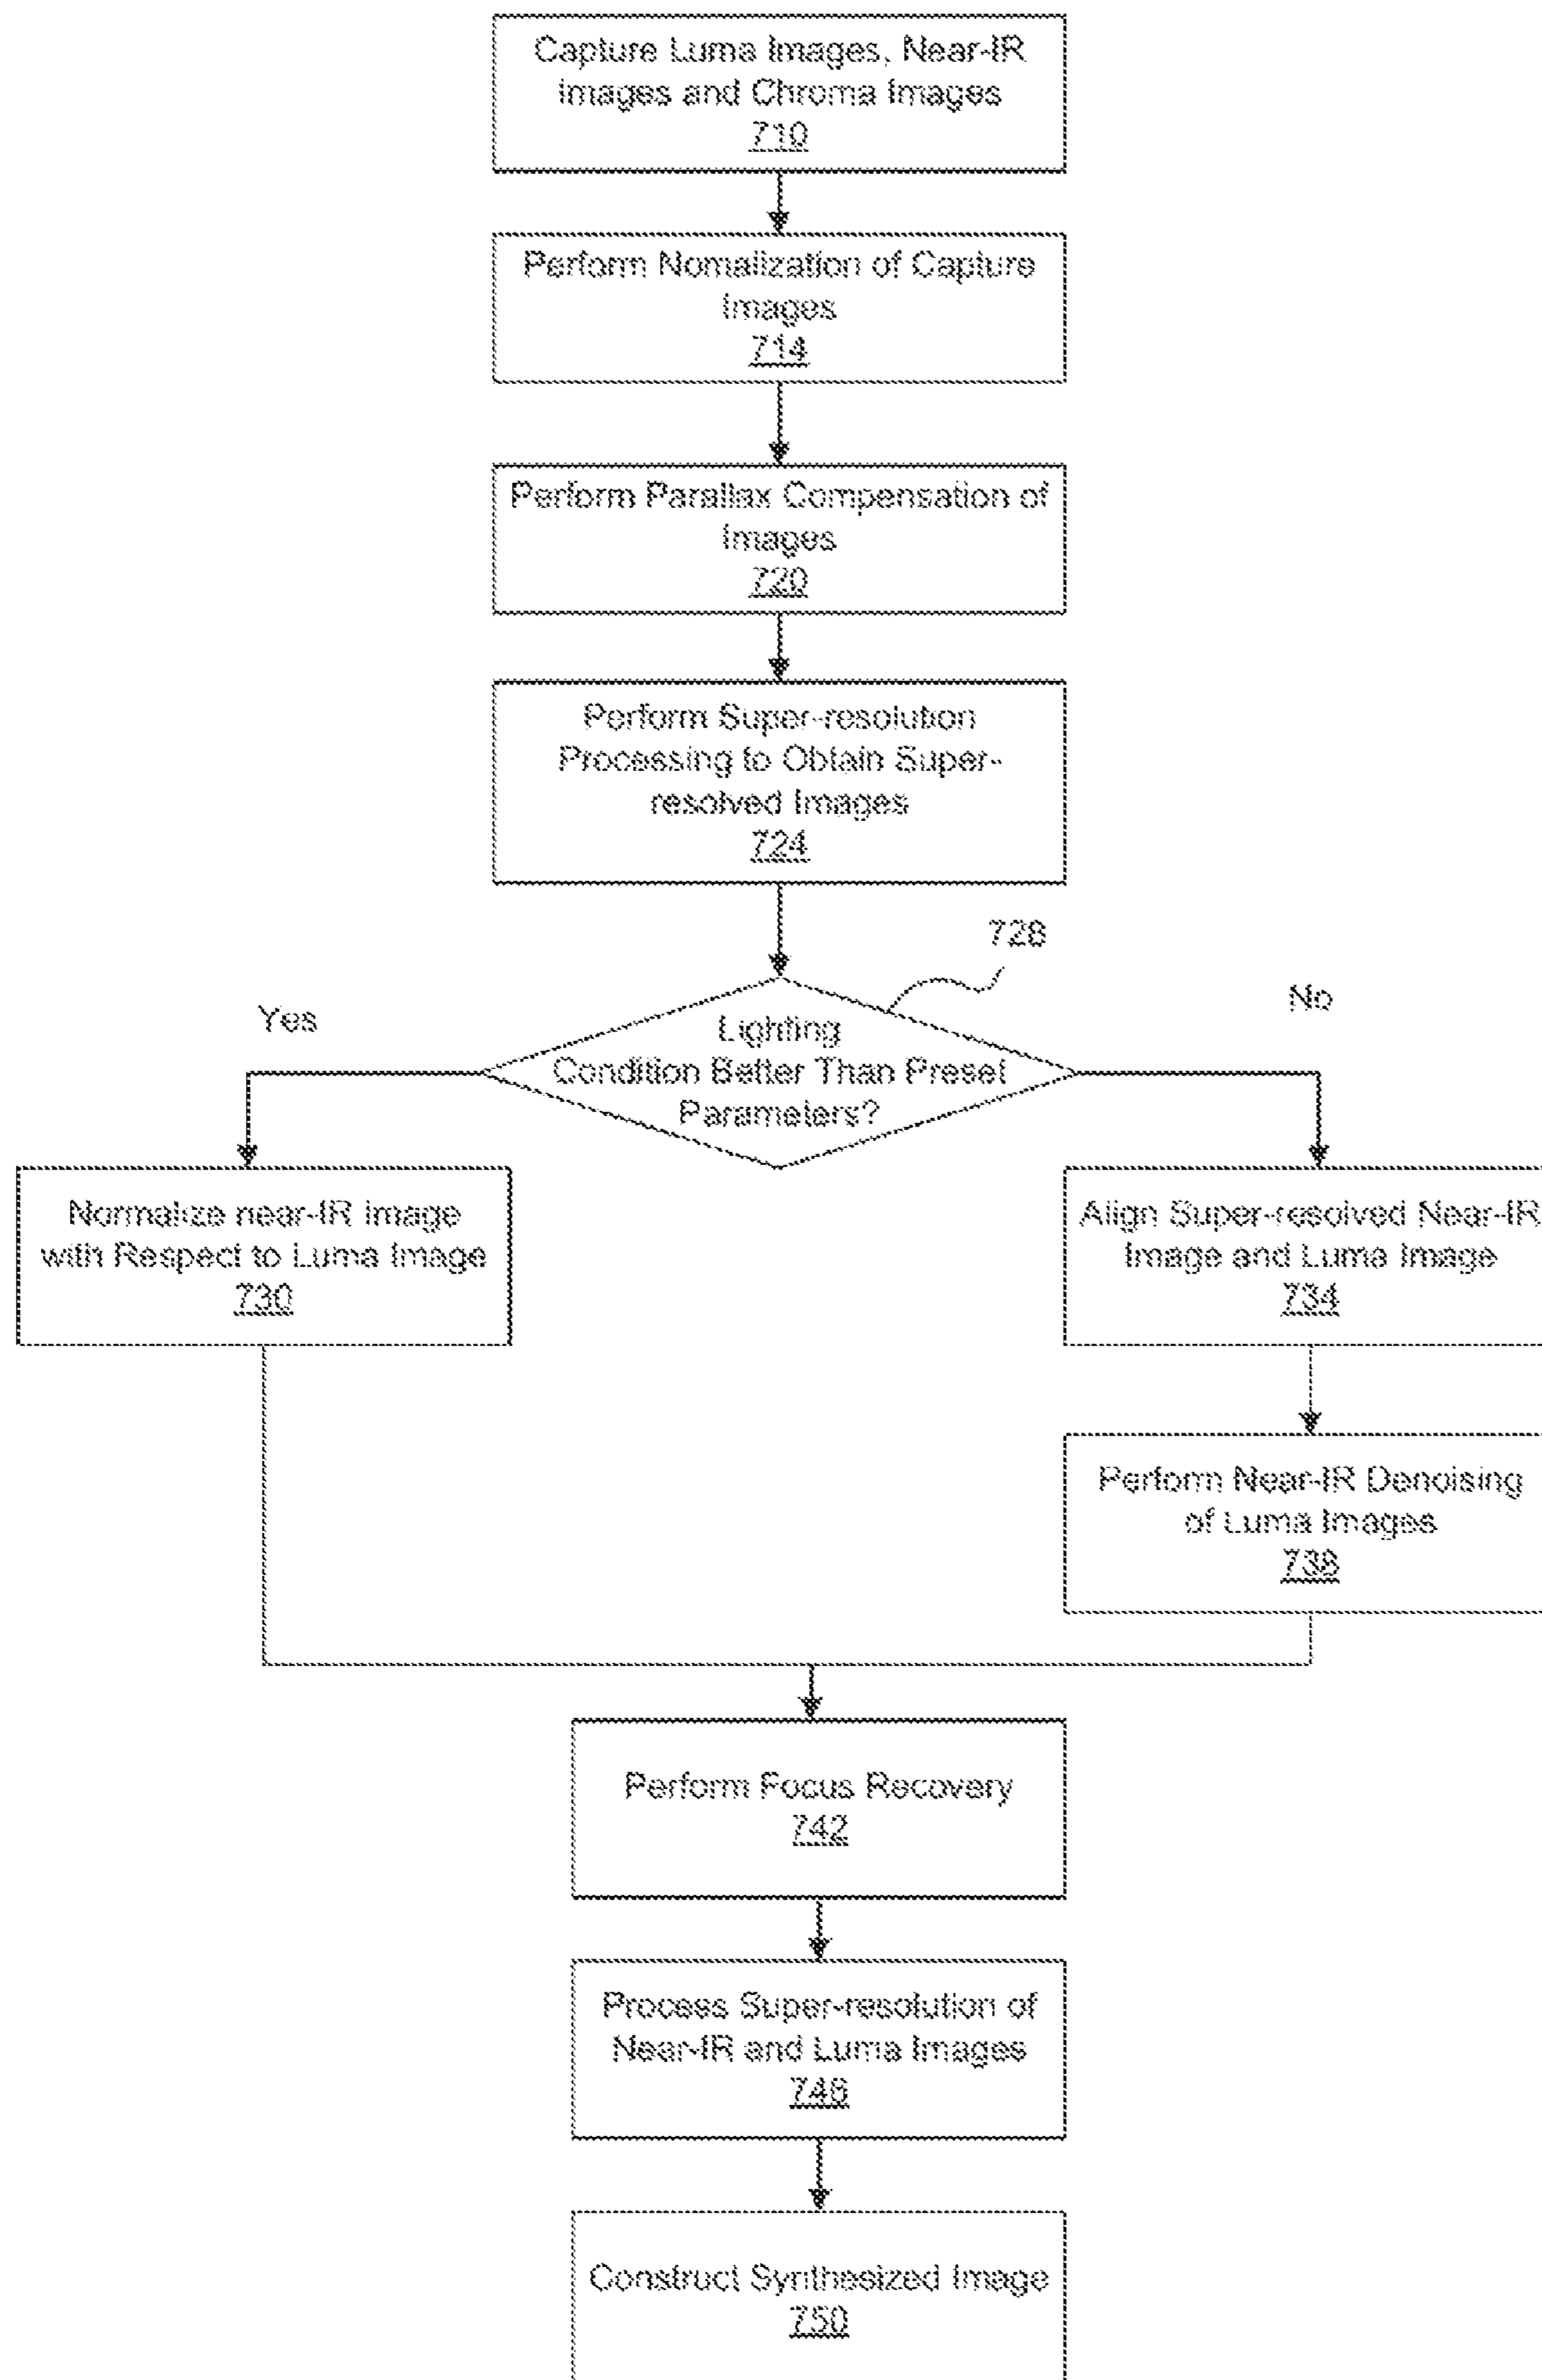 Capture Luma Images, Near-IR
Images and Chroma Images
710
Perform Nomalization of Capture
Images
714
Perform Parallax Compensation of
Images
720
Perform Super-resolution
Processing to Obtain Super-
resolved Images
724
728
Yes
No
Lighting
Condition Better Than Preset
Parameters?
Normalize near-IR image
with Respect to Luma Image
730
Align Super-resolved Near-IR
Image and Luma Image
734
Perform Near-IR Denoising
of Luma Images
738
Perform Focus Recovery
742
Process Super-resolution of
Near-IR and Luma Images
746
Construct Synthesized Image
750